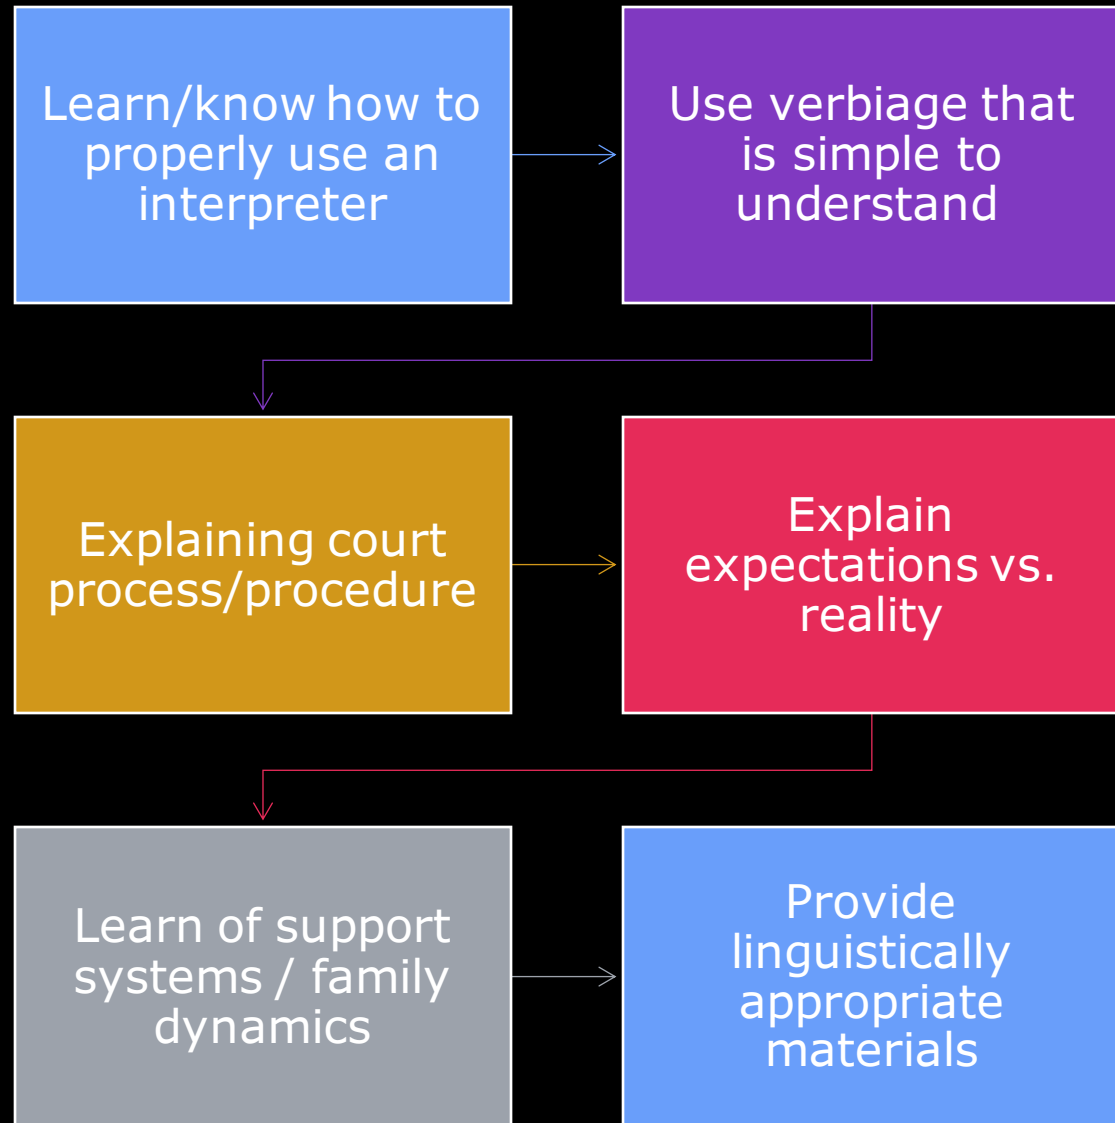 Learn/know how to
properly use an
interpreter
Use verbiage that
is simple to
understand
Explaining court
process/procedure
Explain
expectations vs.
reality
Learn of support
systems / family
dynamics
Provide
linguistically
appropriate
materials